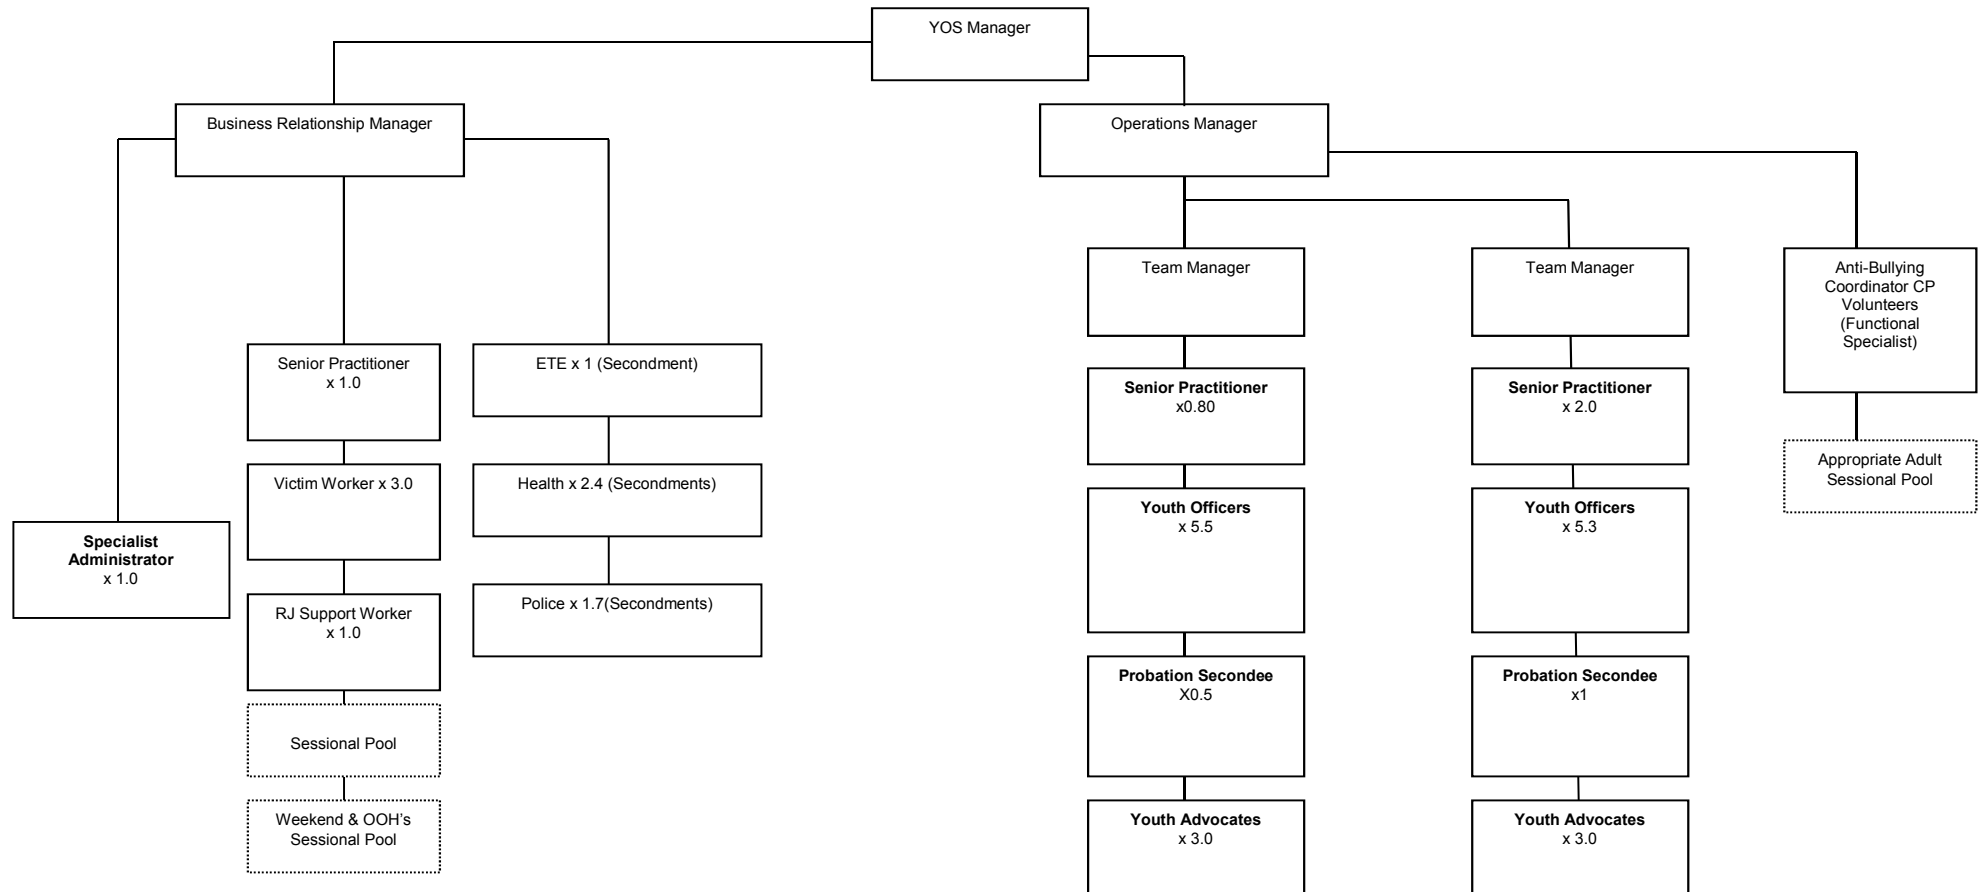 YOS Manager
Business Relationship Manager
Operations Manager
Team Manager
Team Manager
Anti-Bullying
Coordinator CP
Volunteers
(Functional
Specialist)
Senior Practitioner
x 1.0
ETE x 1 (Secondment)
Senior Practitioner
x0.80
Senior Practitioner
x 2.0
Victim Worker x 3.0
Health x 2.4 (Secondments)
Youth Officers
x 5.5
Youth Officers
x 5.3
Appropriate Adult
Sessional Pool
Specialist
Administrator
x 1.0
RJ Support Worker
x 1.0
Police x 1.7(Secondments)
Probation Secondee
X0.5
Probation Secondee
x1
Sessional Pool
Weekend & OOH's
Sessional Pool
Youth Advocates
x 3.0
Youth Advocates
x 3.0